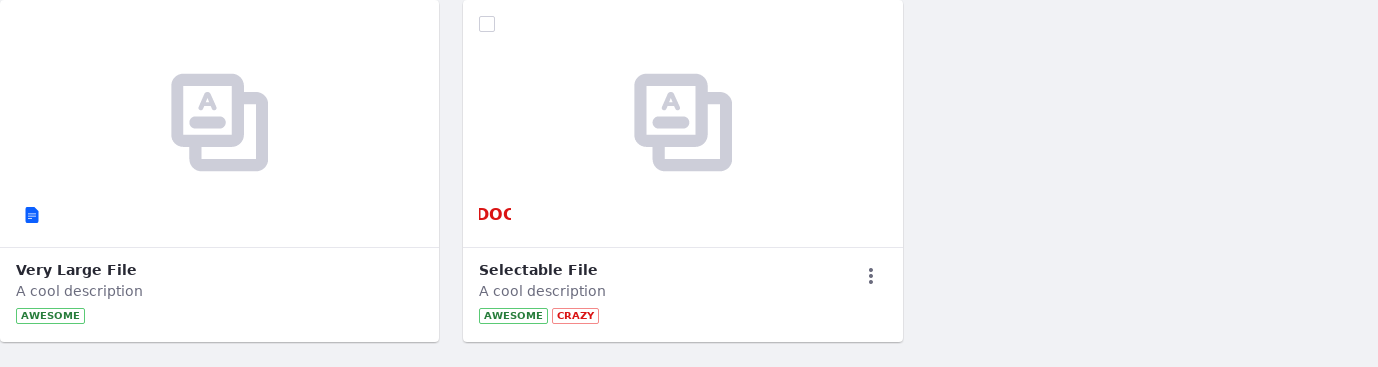 A
A
DOC
Very Large File
Selectable File
A cool description
A cool description
AWESOME
AWESOME CRAZY